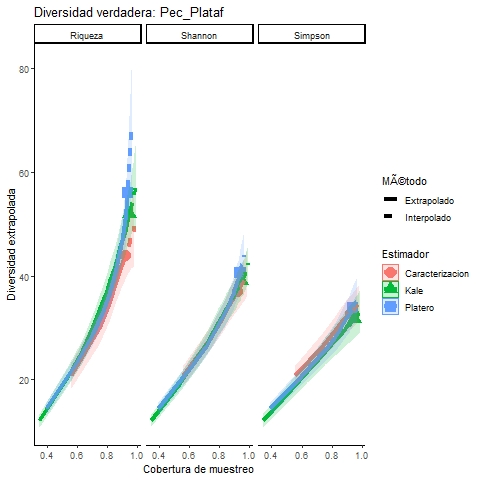 Diversidad verdadera: Pec_Plataf
Riqueza
Shannon
Simpson
80
60
40
20
0.4 0.6 0.8 1.0 0.4 0.6 0.8 1.0 0.4 0.6 0.8 1.0
Cobertura de muestreo
Diversidad extrapolada
MÃ©todo
Extrapolado
Interpolado
Estimador
Caracterizacion
Kale
Platero